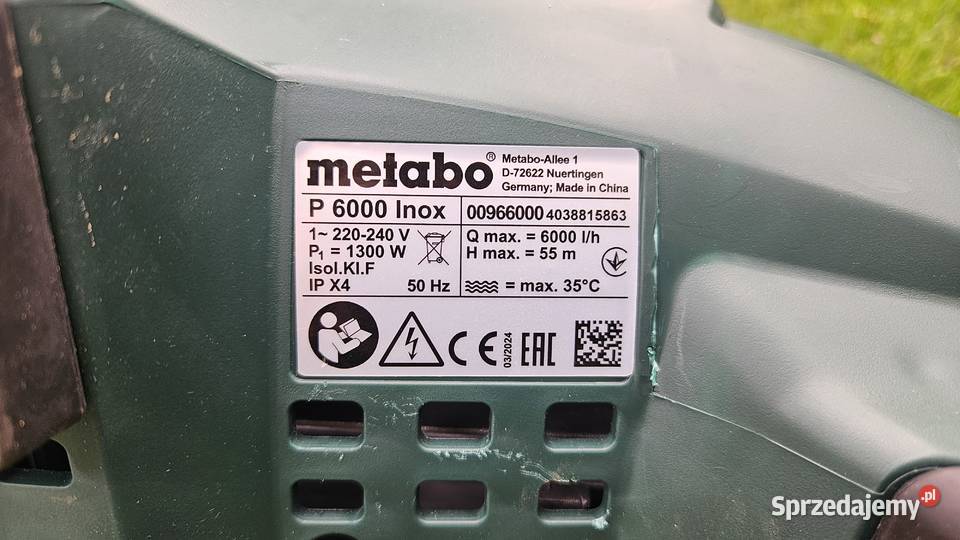 metabo®
Metabo-Allee 1
D-72622 Nuertingen
Germany; Made in China
P 6000 Inox
00966000 4038815863
1~ 220-240 V
P₁ = 1300 W
Isol.Kl.F
IP X4 50 Hz
Q max. = 6000 l/h
H max. = 55 m
= max. 35°C
CE
03/2024
EAC
Sprzedajemy.pl